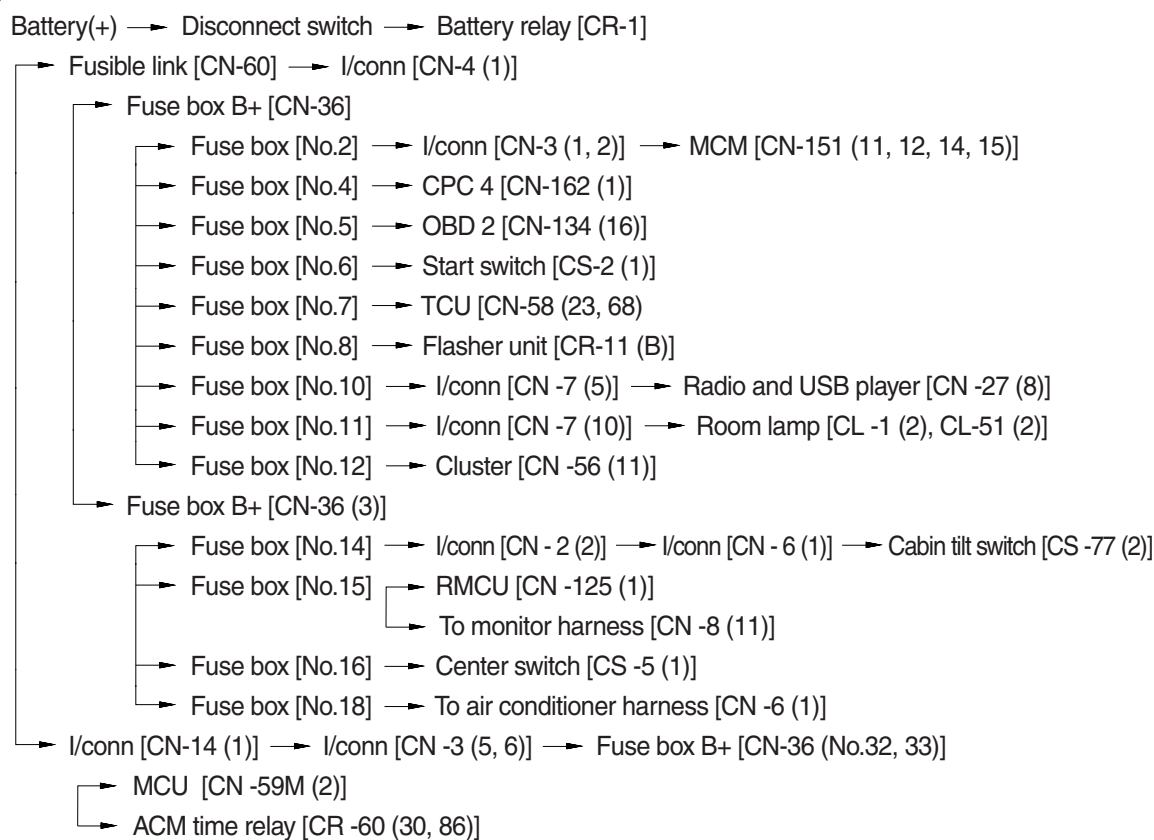 Battery(+) → Disconnect switch → Battery relay [CR-1]
Fusible link [CN-60] → I/conn [CN-4 (1)]
Fuse box B+ [CN-36]
Fuse box [No.2] → I/conn [CN-3 (1, 2)] → MCM [CN-151 (11, 12, 14, 15)]
Fuse box [No.4] → CPC 4 [CN-162 (1)]
Fuse box [No.5] → OBD 2 [CN-134 (16)]
Fuse box [No.6] → Start switch [CS-2 (1)]
Fuse box [No.7] → TCU [CN-58 (23, 68)
Fuse box [No.8] → Flasher unit [CR-11 (B)]
Fuse box [No.10] → I/conn [CN -7 (5)] → Radio and USB player [CN -27 (8)]
Fuse box [No.11] → I/conn [CN -7 (10)] → Room lamp [CL -1 (2), CL-51 (2)]
Fuse box [No.12] → Cluster [CN -56 (11)]
Fuse box B+ [CN-36 (3)]
Fuse box [No.14] → I/conn [CN - 2 (2)] → I/conn [CN - 6 (1)] → Cabin tilt switch [CS -77 (2)]
Fuse box [No.15] → RMCU [CN -125 (1)]
→ To monitor harness [CN -8 (11)]
Fuse box [No.16] → Center switch [CS -5 (1)]
Fuse box [No.18] → To air conditioner harness [CN -6 (1)]
I/conn [CN-14 (1)] → I/conn [CN -3 (5, 6)] → Fuse box B+ [CN-36 (No.32, 33)]
MCU [CN -59M (2)]
ACM time relay [CR -60 (30, 86)]